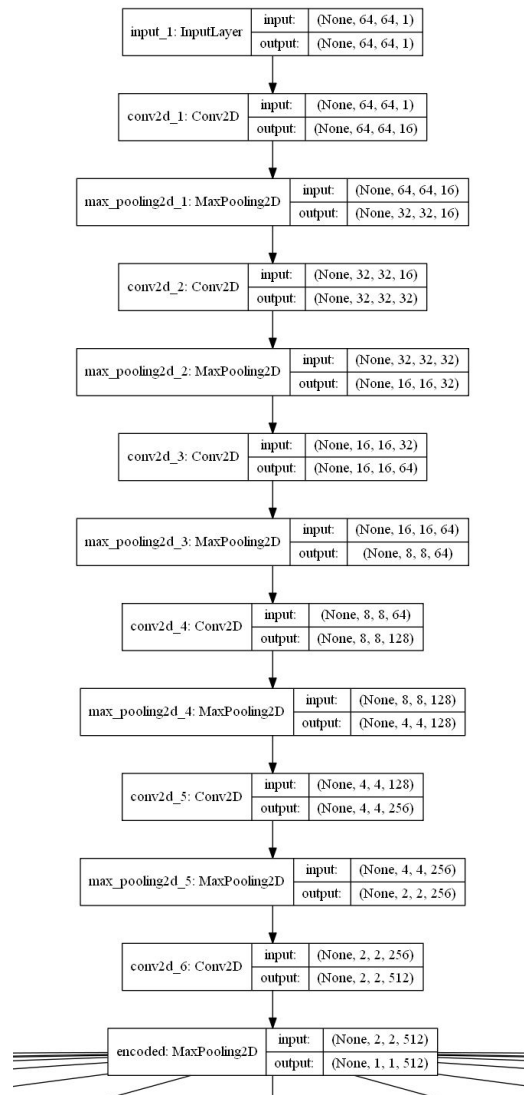 input_1: InputLayer
input: (None, 64, 64, 1)
output: (None, 64, 64, 1)
conv2d_1: Conv2D
input: (None, 64, 64, 1)
output: (None, 64, 64, 16)
max_pooling2d_1: MaxPooling2D
input: (None, 64, 64, 16)
output: (None, 32, 32, 16)
conv2d_2: Conv2D
input: (None, 32, 32, 16)
output: (None, 32, 32, 32)
max_pooling2d_2: MaxPooling2D
input: (None, 32, 32, 32)
output: (None, 16, 16, 32)
conv2d_3: Conv2D
input: (None, 16, 16, 32)
output: (None, 16, 16, 64)
max_pooling2d_3: MaxPooling2D
input: (None, 16, 16, 64)
output: (None, 8, 8, 64)
conv2d_4: Conv2D
input: (None, 8, 8, 64)
output: (None, 8, 8, 128)
max_pooling2d_4: MaxPooling2D
input: (None, 8, 8, 128)
output: (None, 4, 4, 128)
conv2d_5: Conv2D
input: (None, 4, 4, 128)
output: (None, 4, 4, 256)
max_pooling2d_5: MaxPooling2D
input: (None, 4, 4, 256)
output: (None, 2, 2, 256)
conv2d_6: Conv2D
input: (None, 2, 2, 256)
output: (None, 2, 2, 512)
encoded: MaxPooling2D
input: (None, 2, 2, 512)
output: (None, 1, 1, 512)